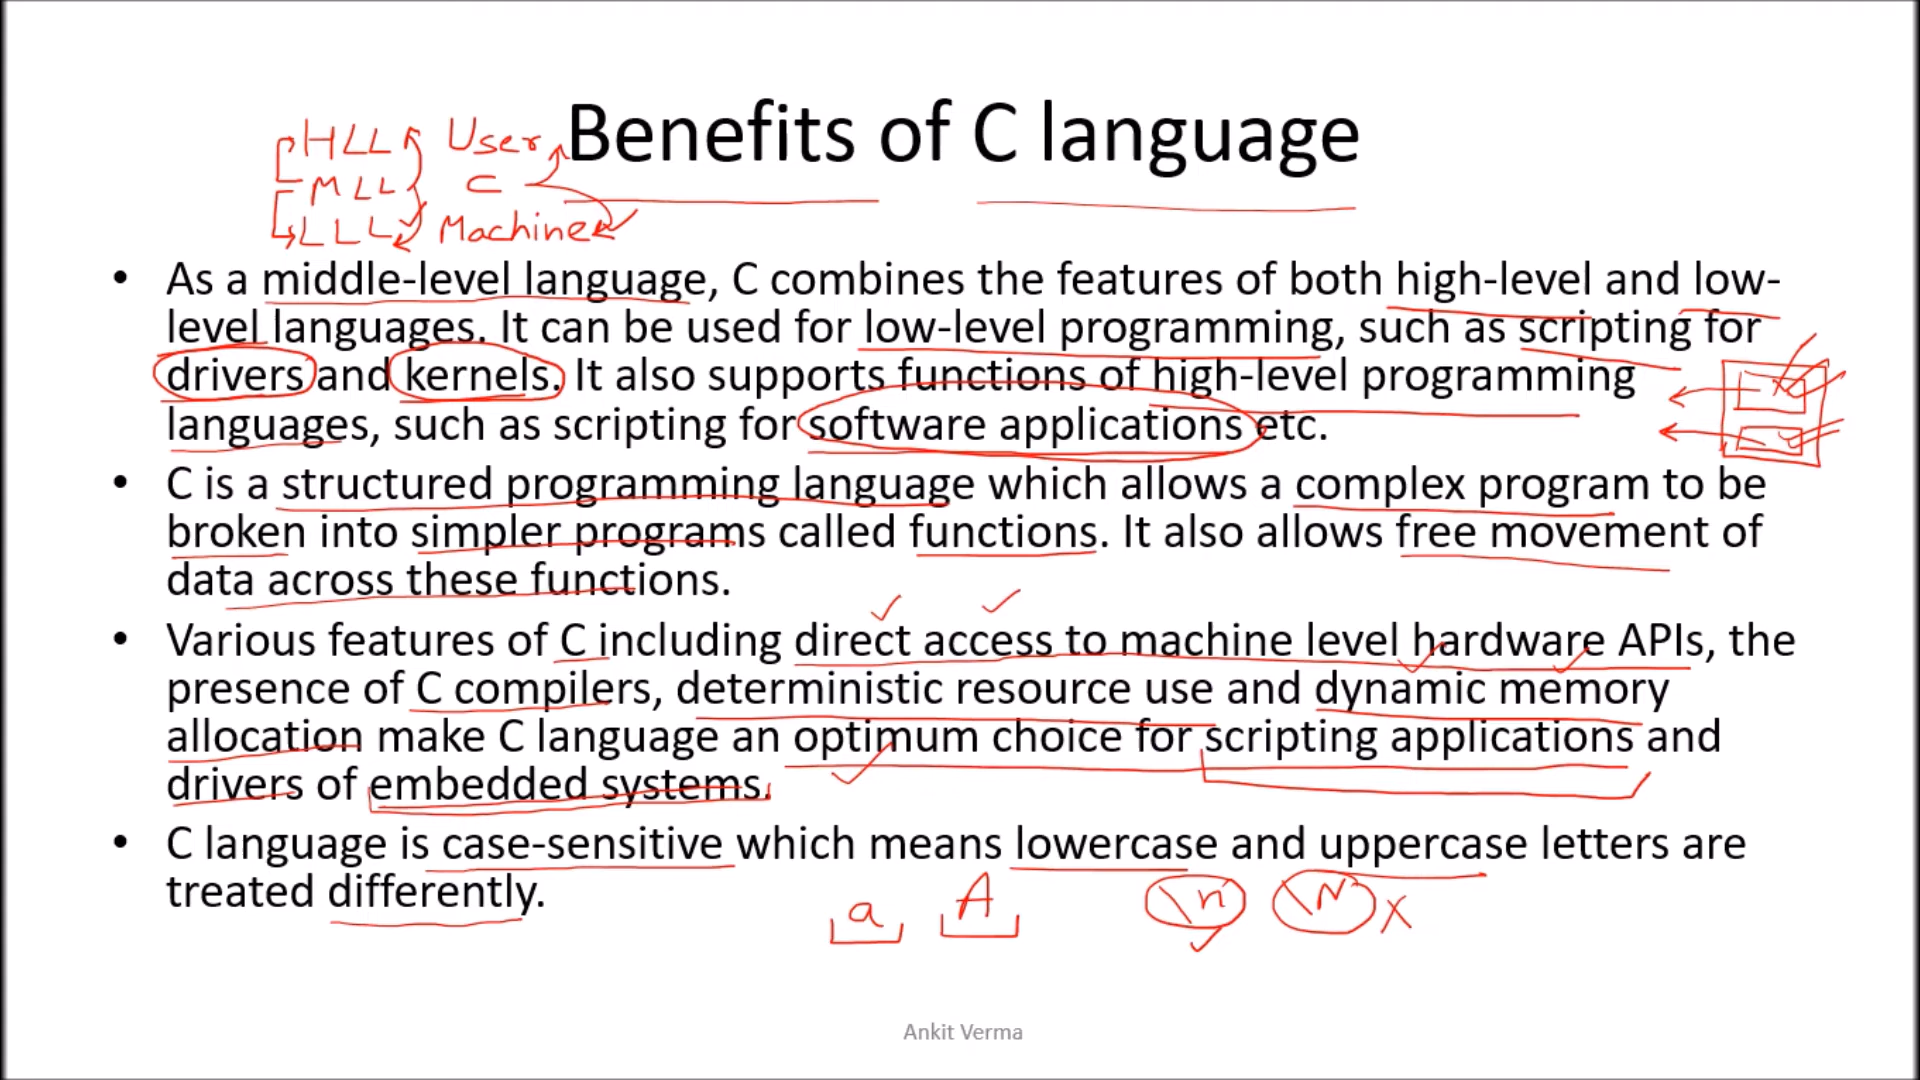 Benefits of C language
HLL User
MLL C
LLL Machine
• As a middle-level language, C combines the features of both high-level and low-
level languages. It can be used for low-level programming, such as scripting for
drivers and kernels. It also supports functions of high-level programming
languages, such as scripting for software applications etc.
• C is a structured programming language which allows a complex program to be
broken into simpler programs called functions. It also allows free movement of
data across these functions.
• Various features of C including direct access to machine level hardware APIs, the
presence of C compilers, deterministic resource use and dynamic memory
allocation make C language an optimum choice for scripting applications and
drivers of embedded systems.
• C language is case-sensitive which means lowercase and uppercase letters are
treated differently.
a A \n \N X
Ankit Verma